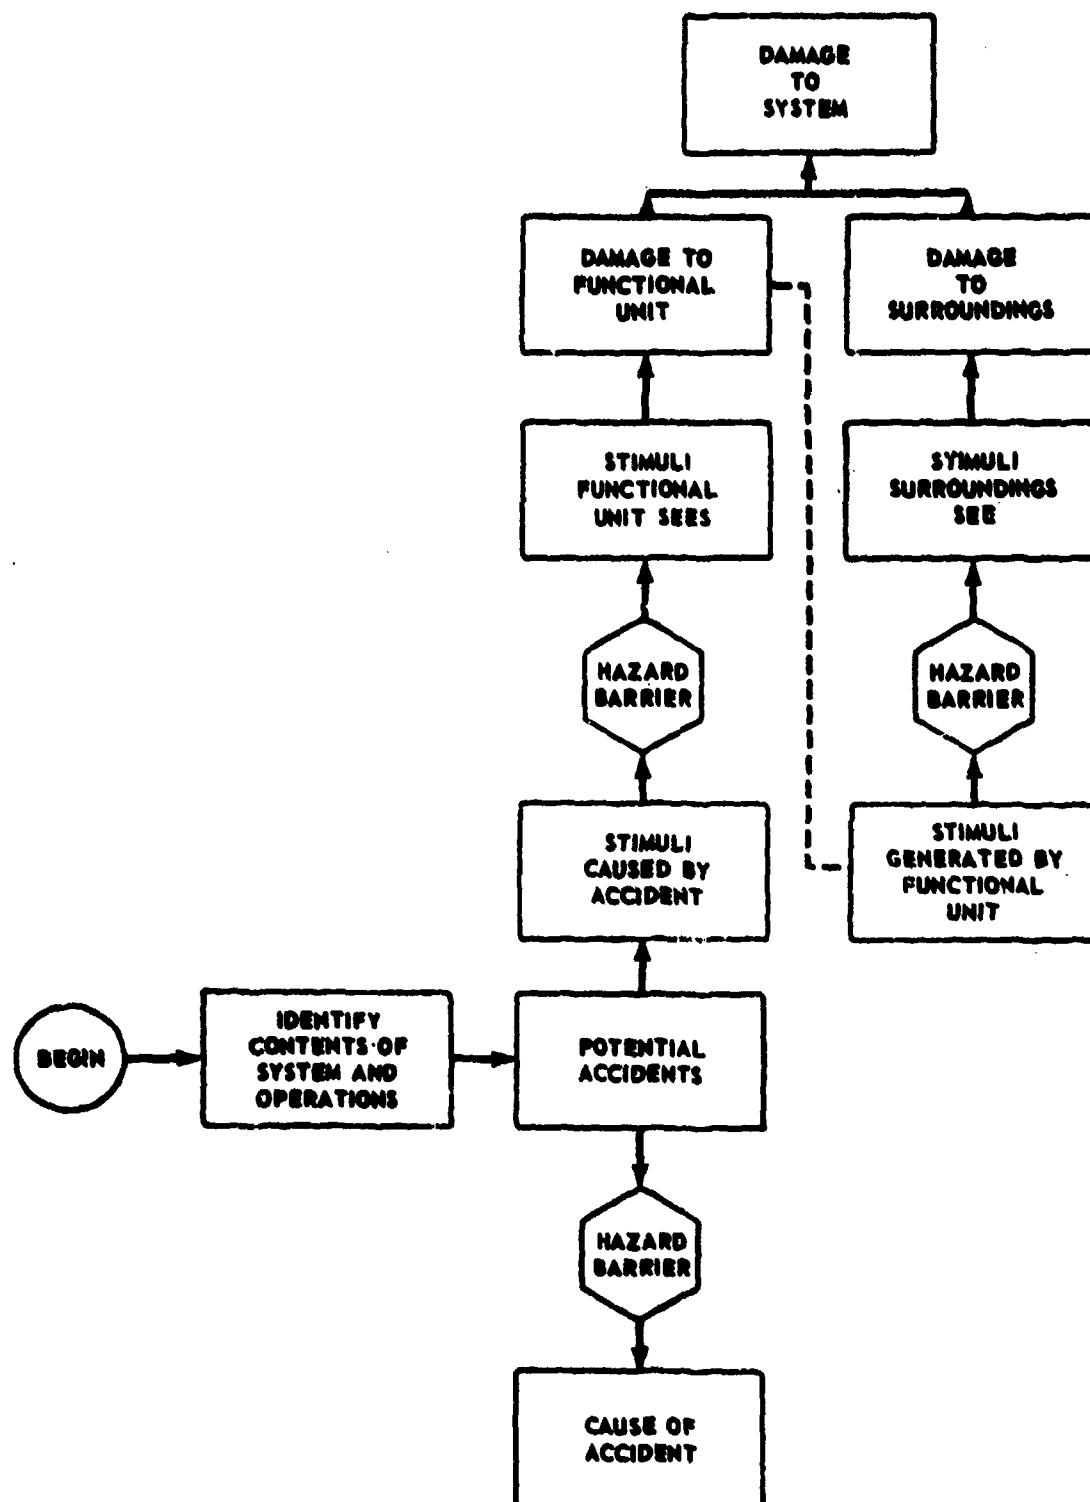 DAMAGE
TO
SYSTEM
DAMAGE TO
FUNCTIONAL
UNIT
DAMAGE
TO
SURROUNDINGS
STIMULI
FUNCTIONAL
UNIT SEES
STIMULI
SURROUNDINGS
SEE
HAZARD
BARRIER
HAZARD
BARRIER
STIMULI
CAUSED BY
ACCIDENT
STIMULI
GENERATED BY
FUNCTIONAL
UNIT
BEGIN
IDENTIFY
CONTENTS OF
SYSTEM AND
OPERATIONS
POTENTIAL
ACCIDENTS
HAZARD
BARRIER
CAUSE OF
ACCIDENT